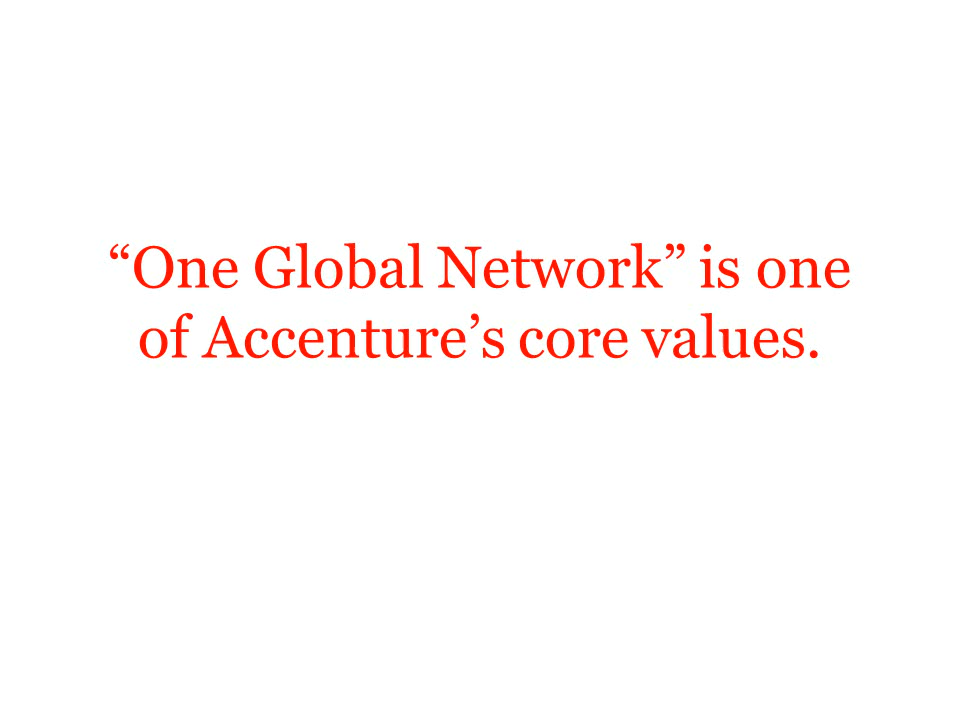 “One Global Network” is one
of Accenture’s core values.